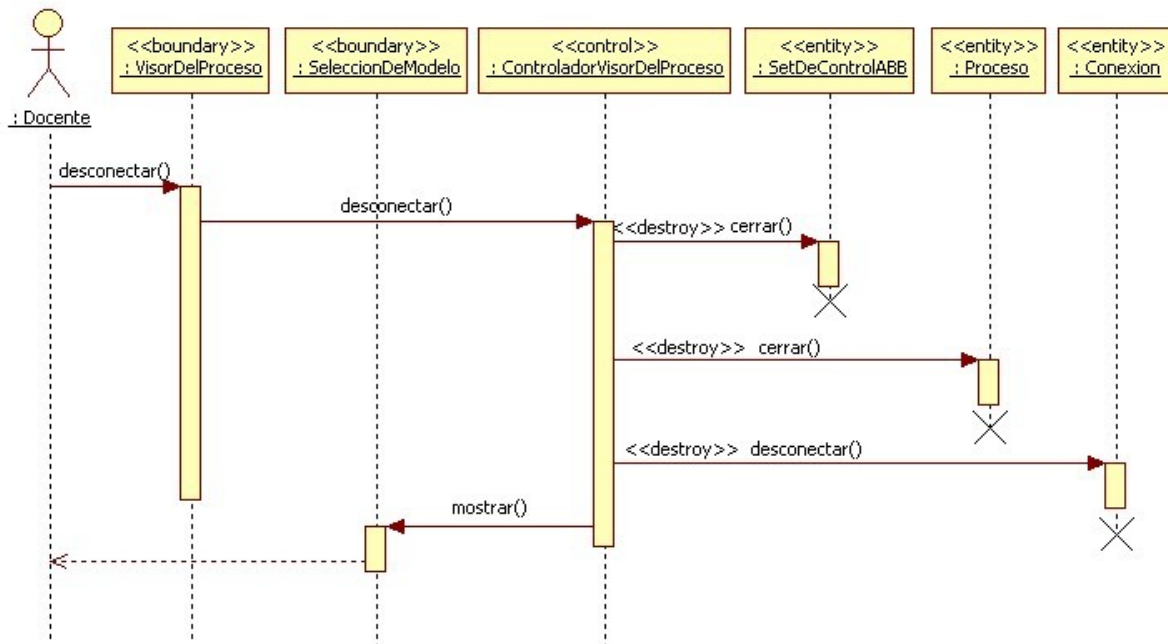 <<boundary>>
: VisorDelProceso
<<boundary>>
: SeleccionDeModelo
<<control>>
: ControladorVisorDelProceso
<<entity>>
: SetDeControlABB
<<entity>>
: Proceso
<<entity>>
: Conexion
: Docente
desconectar()
desconectar()
<<destroy>> cerrar()
<<destroy>> cerrar()
<<destroy>> desconectar()
mostrar()